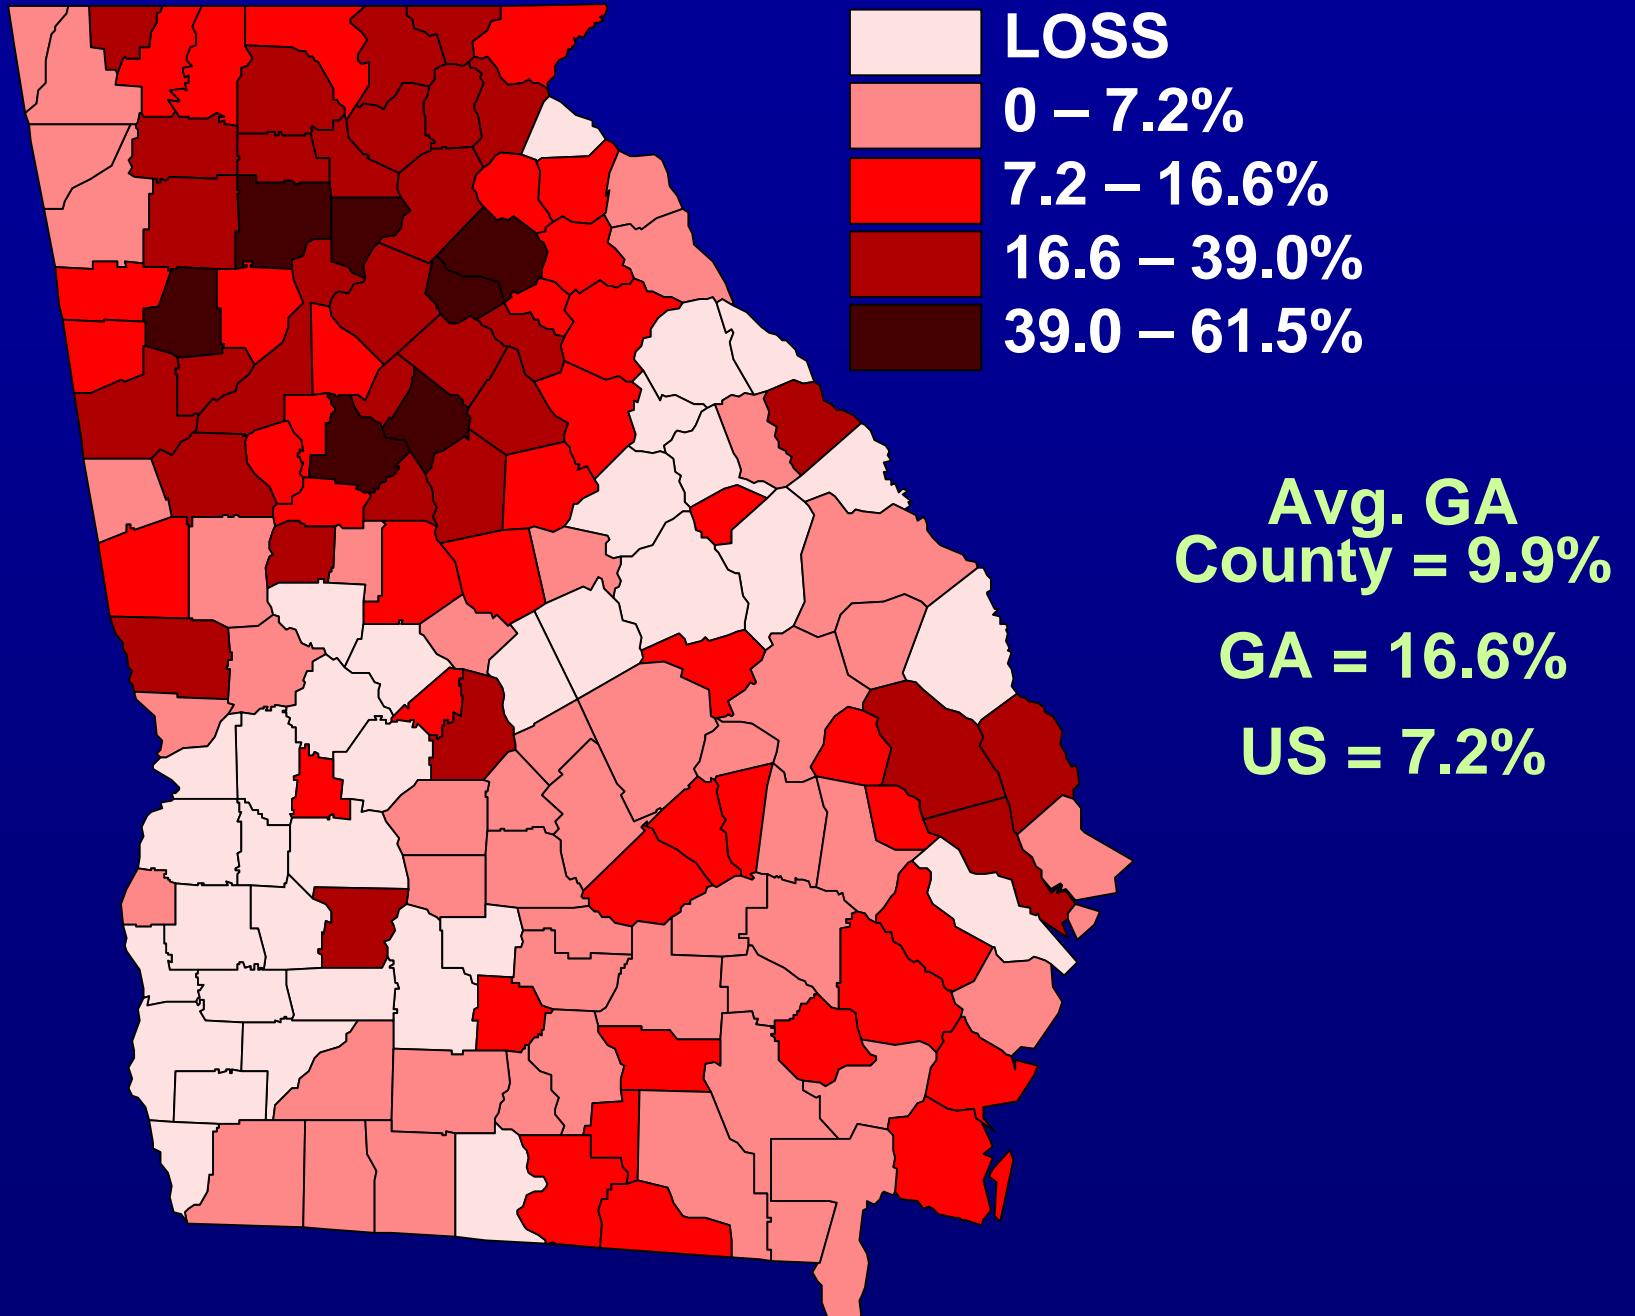 LOSS
0 – 7.2%
7.2 – 16.6%
16.6 – 39.0%
39.0 – 61.5%
Avg. GA
County = 9.9%
GA = 16.6%
US = 7.2%